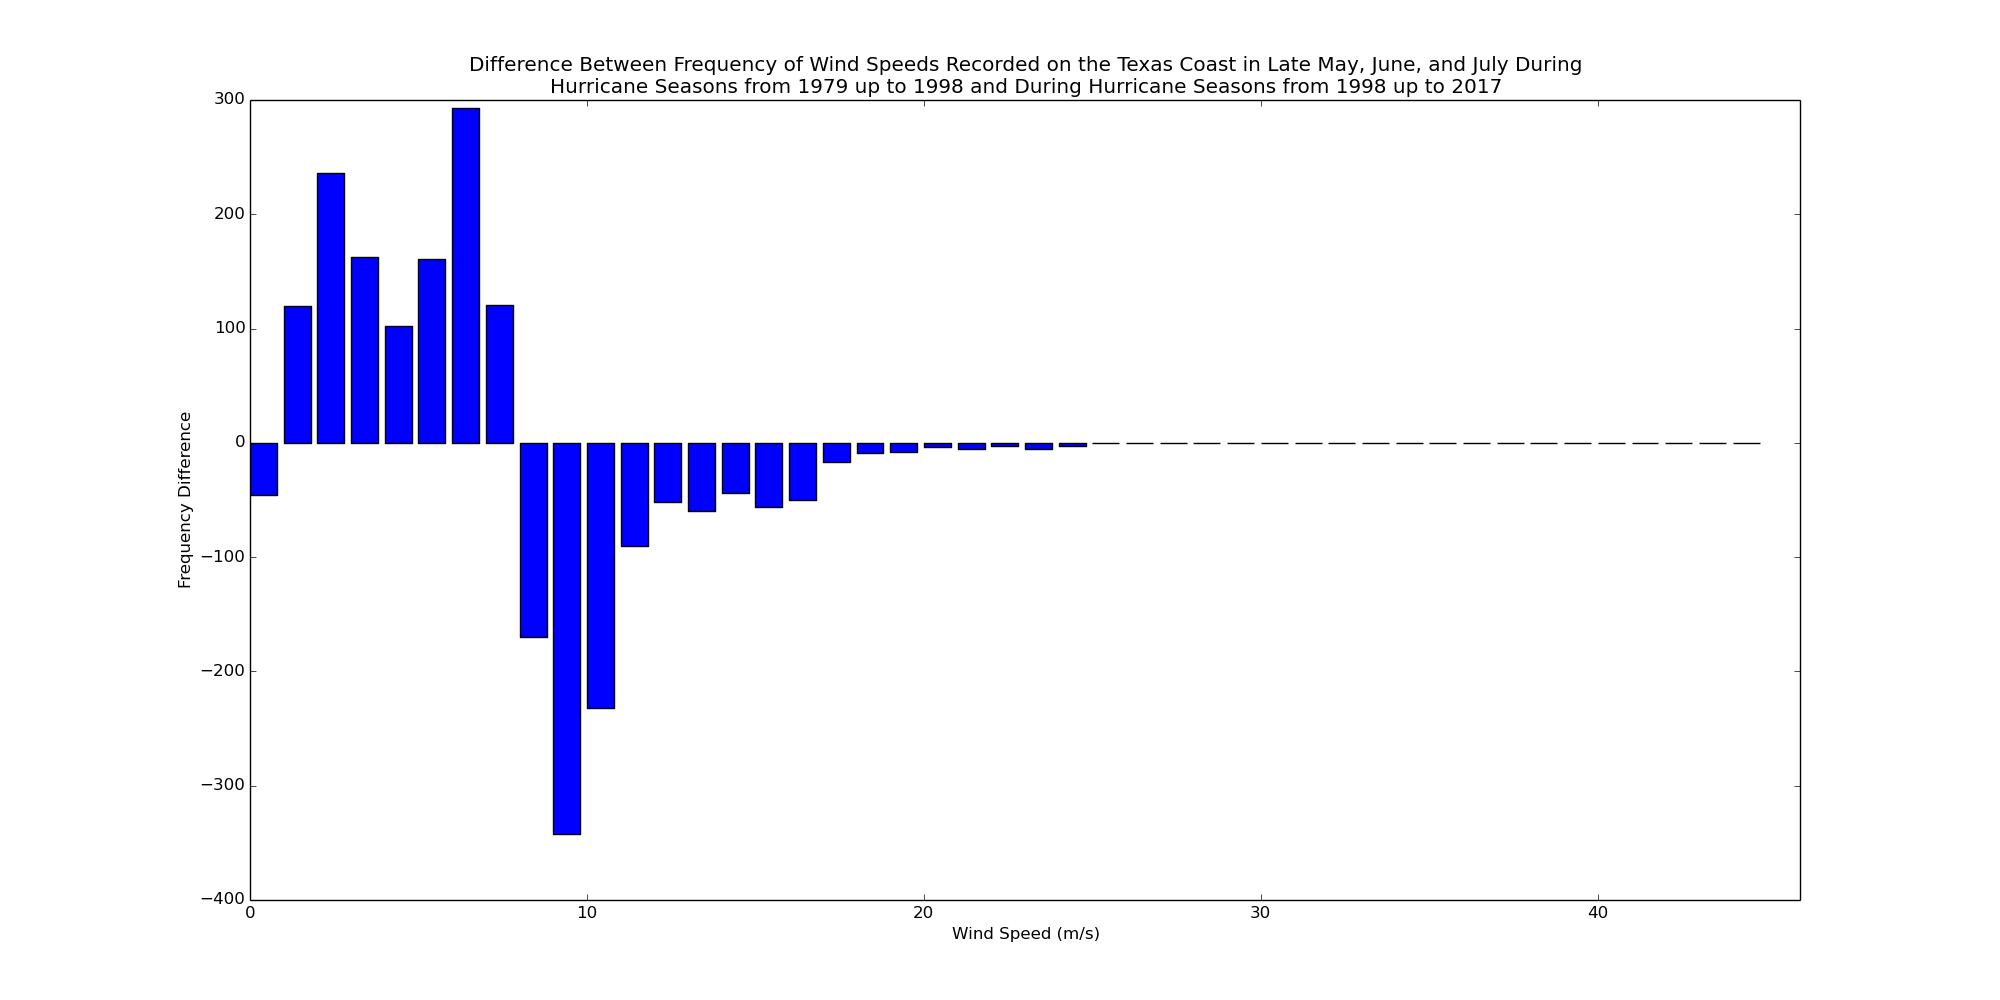 Difference Between Frequency of Wind Speeds Recorded on the Texas Coast in Late May, June, and July During
Hurricane Seasons from 1979 up to 1998 and During Hurricane Seasons from 1998 up to 2017
300
200
100
0
−100
−200
−300
−400
Frequency Difference
0 10 20 30 40
Wind Speed (m/s)